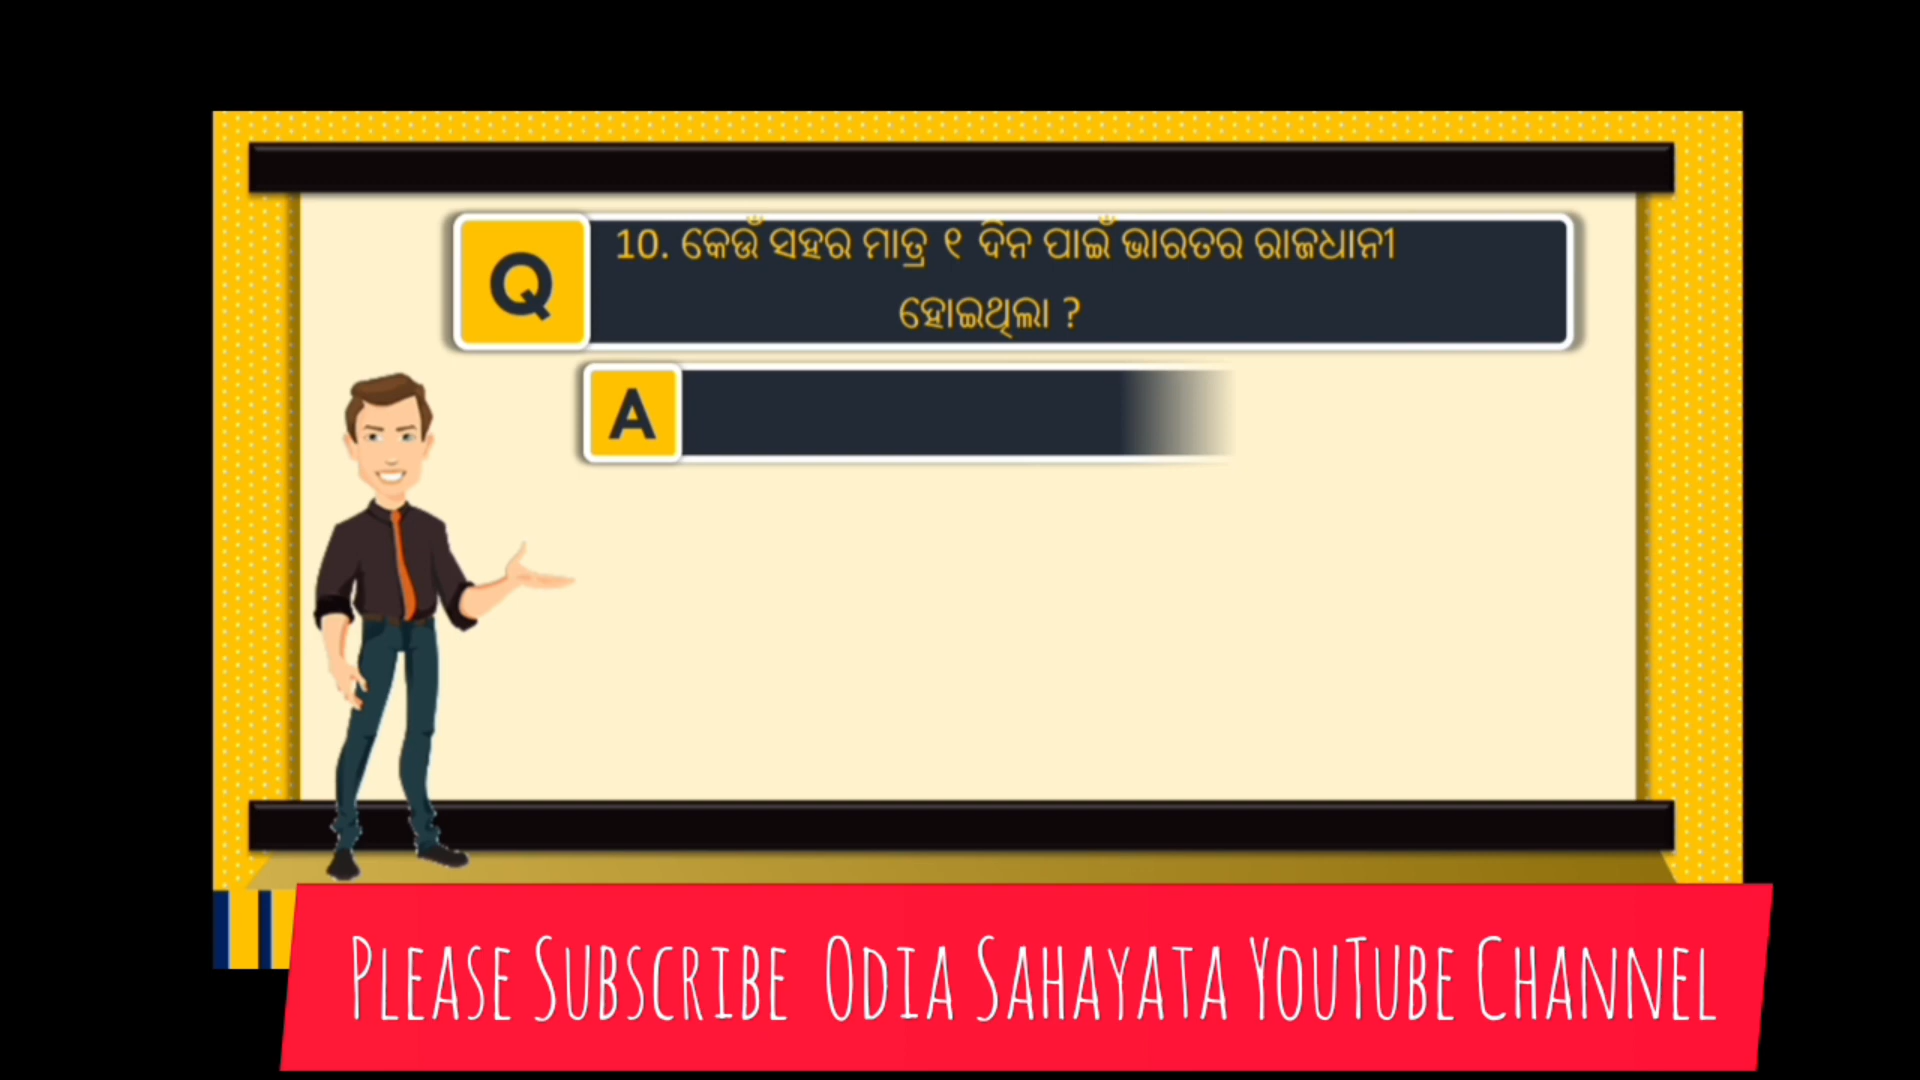 Q
10. କେଉଁ ସହର ମାତ୍ର ୧ ଦିନ ପାଇଁ ଭାରତର ରାଜଧାନୀ
ହୋଇଥିଲା ?
A
PLEASE SUBSCRIBE ODIA SAHAYATA YOUTUBE CHANNEL